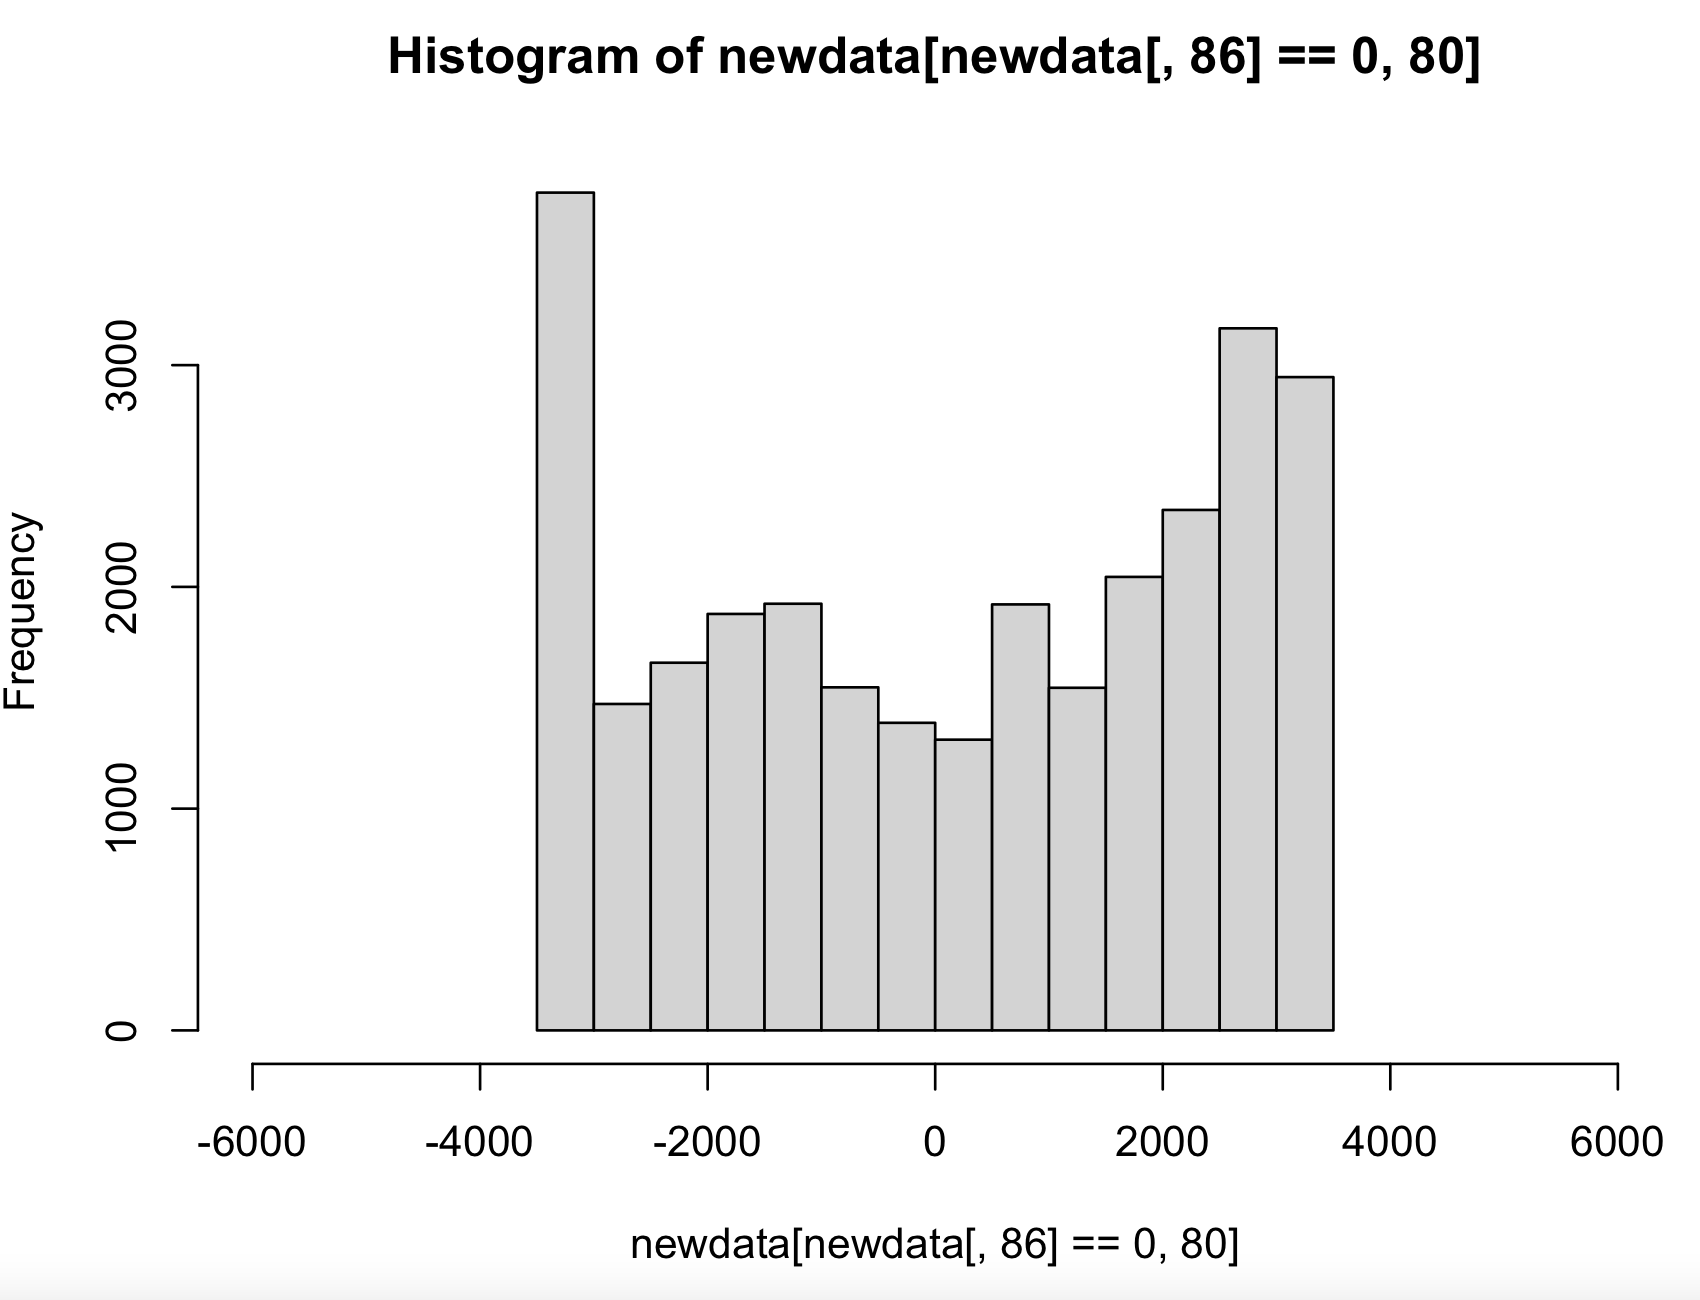 Histogram of newdata[newdata[, 86] == 0, 80]
Frequency
3000
2000
1000
0
-6000 -4000 -2000 0 2000 4000 6000
newdata[newdata[, 86] == 0, 80]